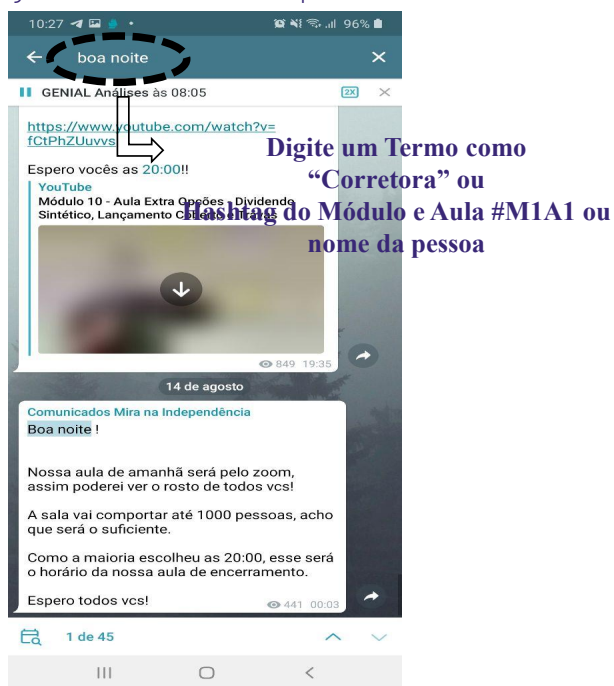 10:27 96%
boa noite
GENIAL Análises às 08:05 2X
https://www.youtube.com/watch?v=
fCtPhZUuvvs
Espero vocês as 20:00!!
YouTube
Módulo 10 - Aula Extra Opções - Dividendo
Sintético, Lançamento Coberto e Travas
849 19:35
Digite um Termo como
“Corretora” ou
Hashtag do Módulo e Aula #M1A1 ou
nome da pessoa
14 de agosto
Comunicados Mira na Independência
Boa noite !
Nossa aula de amanhã será pelo zoom,
assim poderei ver o rosto de todos vcs!
A sala vai comportar até 1000 pessoas, acho
que será o suficiente.
Como a maioria escolheu as 20:00, esse será
o horário da nossa aula de encerramento.
Espero todos vcs!
441 00:03
1 de 45